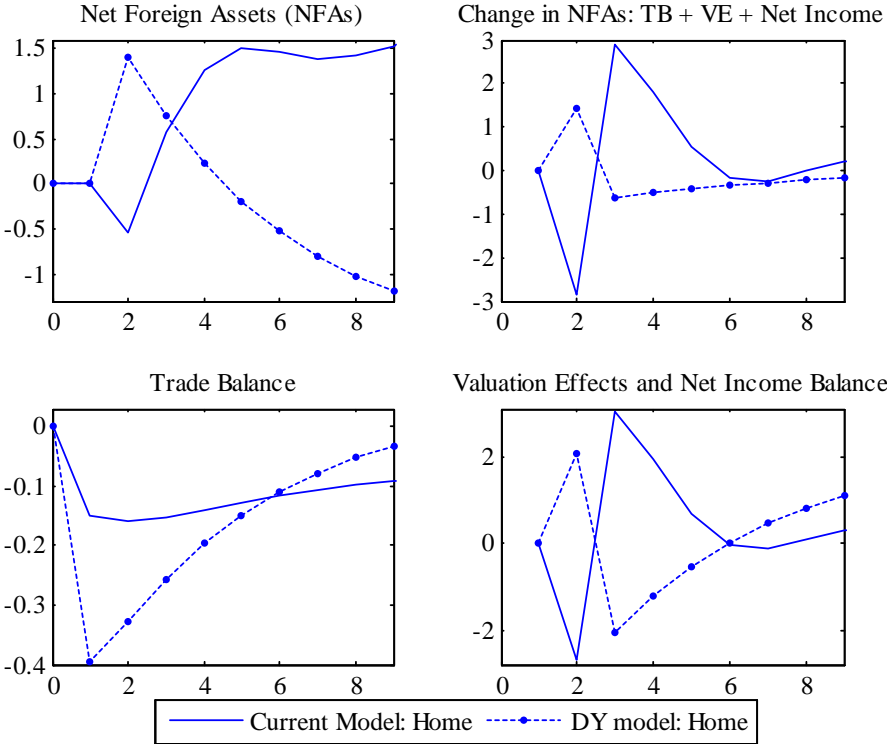 Net Foreign Assets (NFAs)
1.5
1
0.5
0
-0.5
-1
0 2 4 6 8
Change in NFAs: TB + VE + Net Income
3
2
1
0
-1
-2
-3
0 2 4 6 8
Trade Balance
0
-0.1
-0.2
-0.3
-0.4
0 2 4 6 8
Valuation Effects and Net Income Balance
2
0
-2
0 2 4 6 8
Current Model: Home DY model: Home